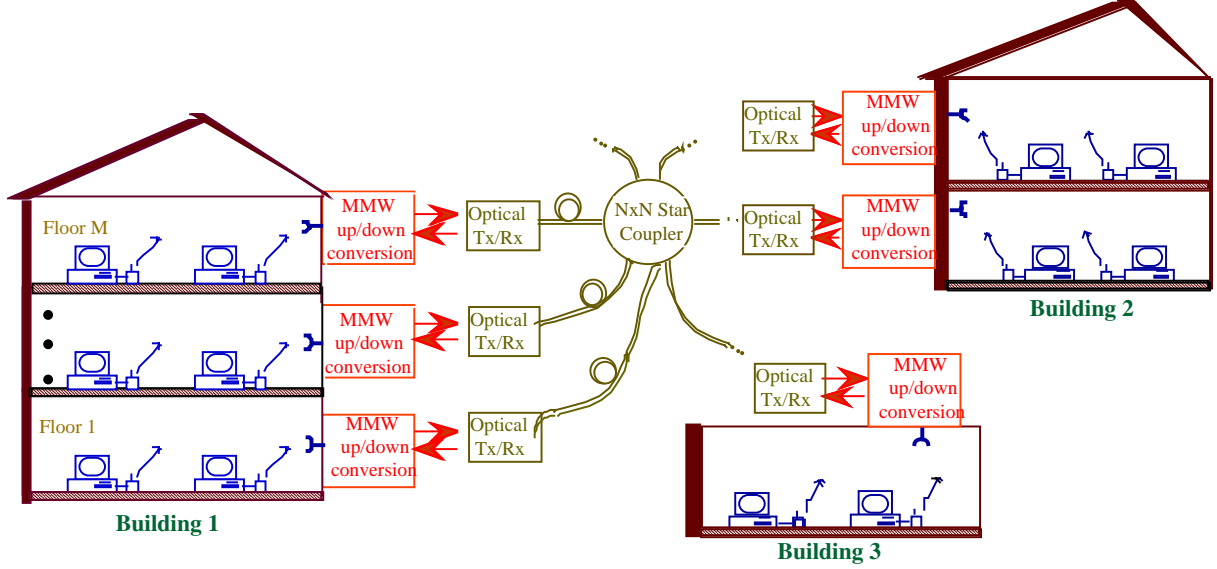 MMW
up/down
conversion
Optical
Tx/Rx
MMW
up/down
conversion
Optical
Tx/Rx
NxN Star
Coupler
Optical
Tx/Rx
MMW
up/down
conversion
Floor M
MMW
up/down
conversion
Optical
Tx/Rx
Building 2
MMW
up/down
conversion
Optical
Tx/Rx
Optical
Tx/Rx
MMW
up/down
conversion
Floor 1
MMW
up/down
conversion
Optical
Tx/Rx
Building 1
Building 3